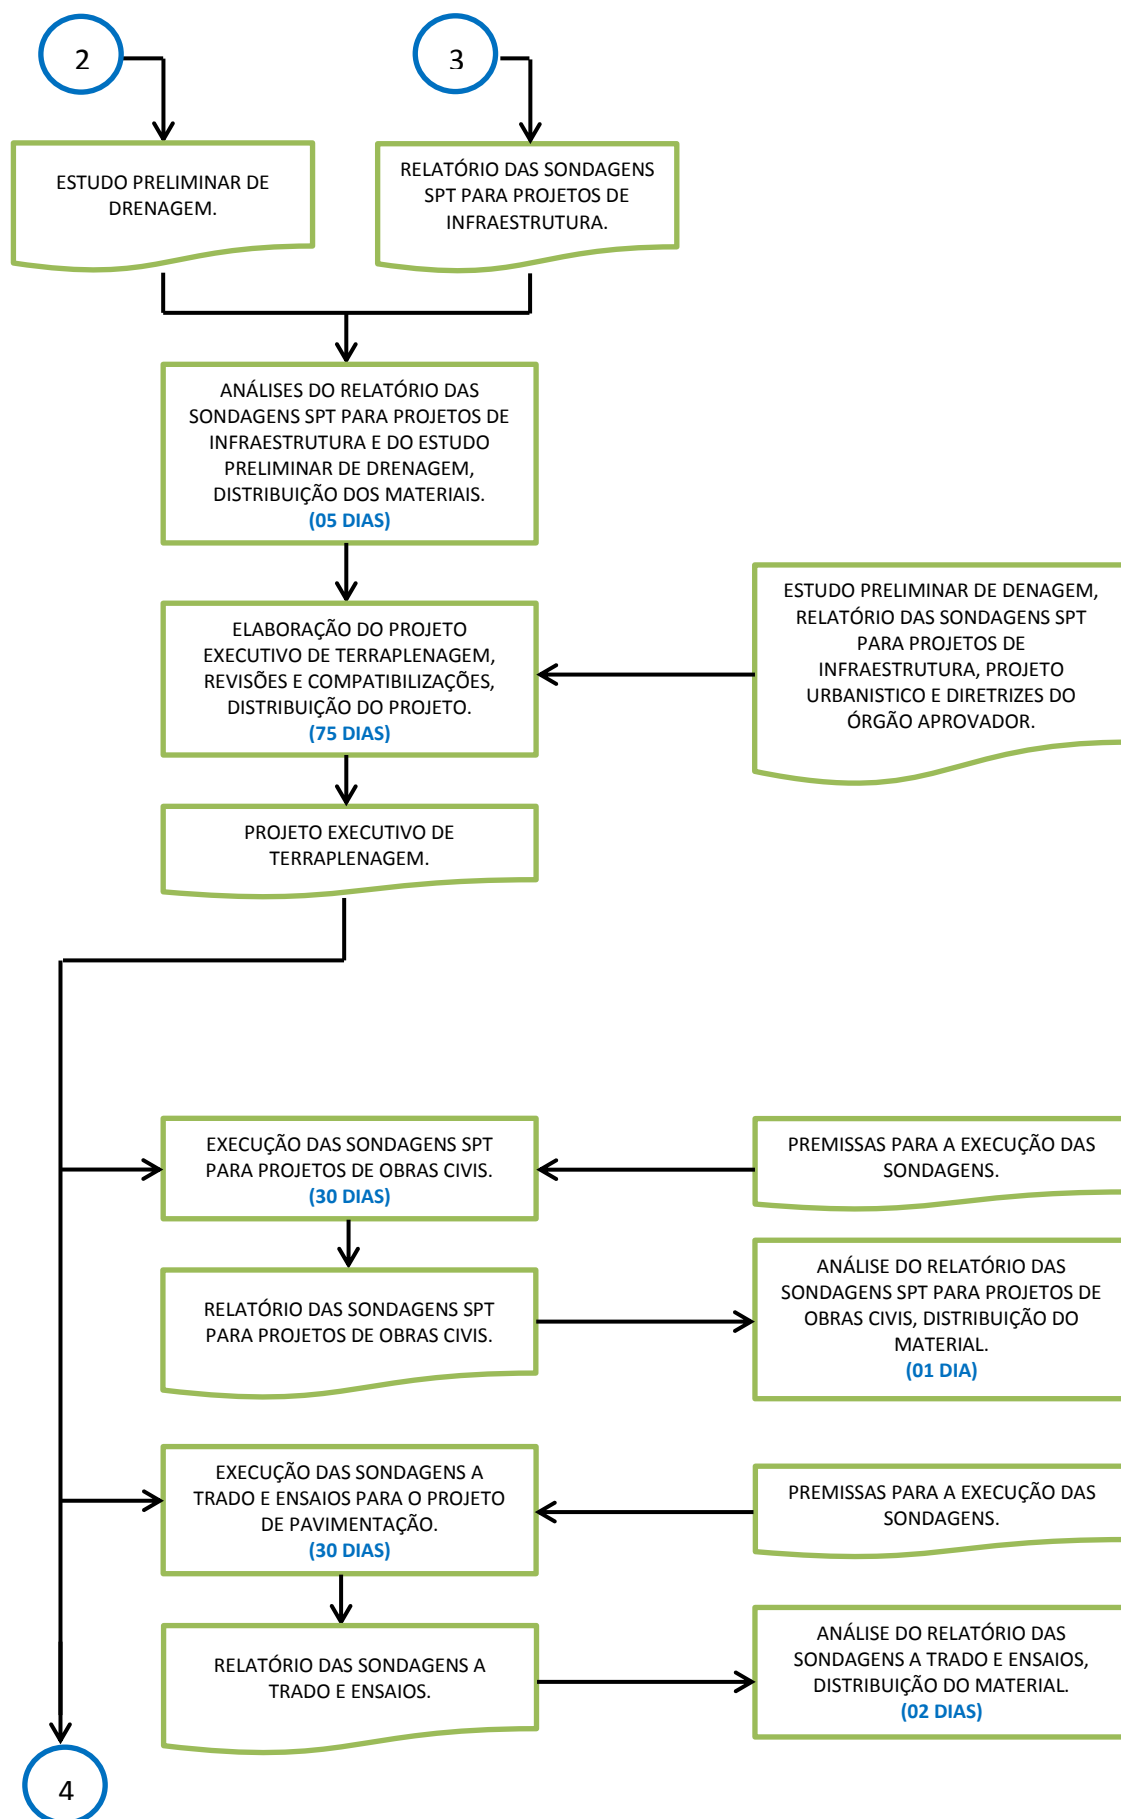 2
3
ESTUDO PRELIMINAR DE
DRENAGEM.
RELATÓRIO DAS SONDAGENS
SPT PARA PROJETOS DE
INFRAESTRUTURA.
ANÁLISES DO RELATÓRIO DAS
SONDAGENS SPT PARA PROJETOS DE
INFRAESTRUTURA E DO ESTUDO
PRELIMINAR DE DRENAGEM,
DISTRIBUIÇÃO DOS MATERIAIS.
(05 DIAS)
ELABORAÇÃO DO PROJETO
EXECUTIVO DE TERRAPLENAGEM,
REVISÕES E COMPATIBILIZAÇÕES,
DISTRIBUIÇÃO DO PROJETO.
(75 DIAS)
ESTUDO PRELIMINAR DE DENAGEM,
RELATÓRIO DAS SONDAGENS SPT
PARA PROJETOS DE
INFRAESTRUTURA, PROJETO
URBANISTICO E DIRETRIZES DO
ÓRGÃO APROVADOR.
PROJETO EXECUTIVO DE
TERRAPLENAGEM.
EXECUÇÃO DAS SONDAGENS SPT
PARA PROJETOS DE OBRAS CIVIS.
(30 DIAS)
PREMISSAS PARA A EXECUÇÃO DAS
SONDAGENS.
RELATÓRIO DAS SONDAGENS SPT
PARA PROJETOS DE OBRAS CIVIS.
ANÁLISE DO RELATÓRIO DAS
SONDAGENS SPT PARA PROJETOS DE
OBRAS CIVIS, DISTRIBUIÇÃO DO
MATERIAL.
(01 DIA)
EXECUÇÃO DAS SONDAGENS A
TRADO E ENSAIOS PARA O PROJETO
DE PAVIMENTAÇÃO.
(30 DIAS)
PREMISSAS PARA A EXECUÇÃO DAS
SONDAGENS.
RELATÓRIO DAS SONDAGENS A
TRADO E ENSAIOS.
ANÁLISE DO RELATÓRIO DAS
SONDAGENS A TRADO E ENSAIOS,
DISTRIBUIÇÃO DO MATERIAL.
(02 DIAS)
4